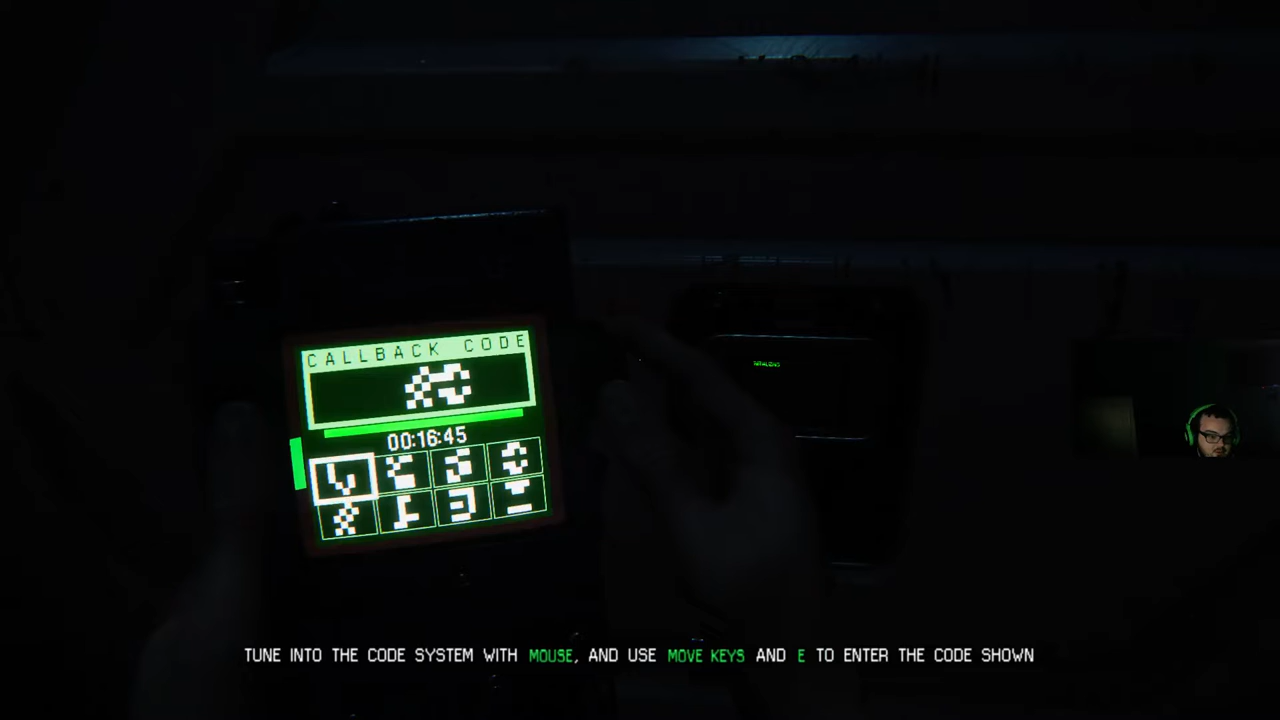 CALLBACK CODE
00:16:45
TUNE INTO THE CODE SYSTEM WITH MOUSE, AND USE MOVE KEYS AND E TO ENTER THE CODE SHOWN